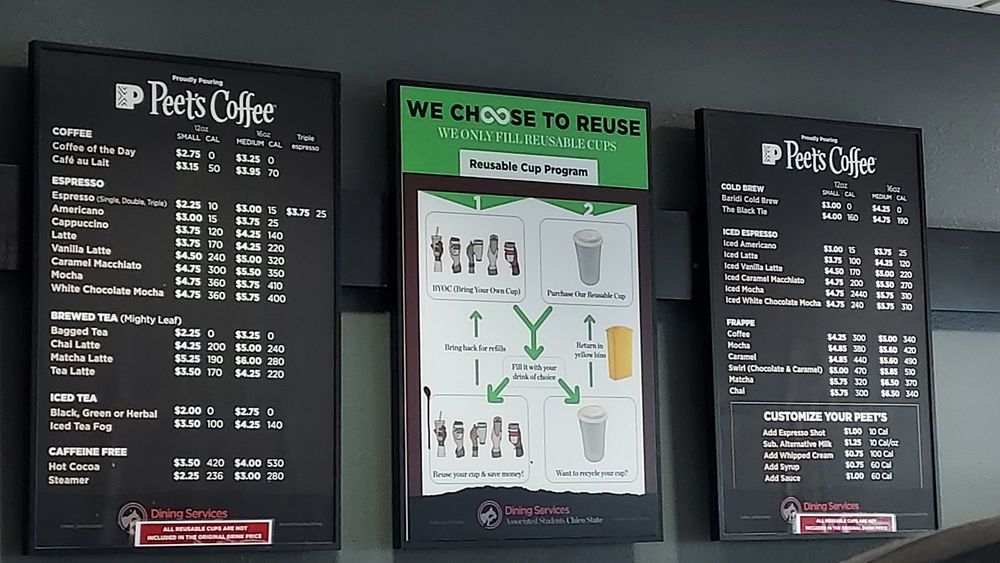 Proudly Pouring
Peet's Coffee
12oz 16oz Triple
COFFEE SMALL CAL MEDIUM CAL espresso
Coffee of the Day $2.75 0 $3.25 0
Café au Lait $3.15 50 $3.95 70
ESPRESSO
Espresso (Single, Double, Triple) $2.25 10 $3.00 15 $3.75 25
Americano $3.00 15 $3.75 25
Cappuccino $3.75 120 $4.25 140
Latte $3.75 170 $4.25 220
Vanilla Latte $4.50 240 $5.00 320
Caramel Macchiato $4.75 300 $5.50 350
Mocha $4.75 360 $5.75 410
White Chocolate Mocha $4.75 360 $5.75 400
BREWED TEA (Mighty Leaf)
Bagged Tea $2.25 0 $3.25 0
Chai Latte $4.25 200 $5.00 240
Matcha Latte $5.25 190 $6.00 280
Tea Latte $3.50 170 $4.25 220
ICED TEA
Black, Green or Herbal $2.00 0 $2.75 0
Iced Tea Fog $3.50 100 $4.25 140
CAFFEINE FREE
Hot Cocoa $3.50 420 $4.00 530
Steamer $2.25 236 $3.00 280
Dining Services
ALL REUSABLE CUPS ARE NOT
INCLUDED IN THE ORIGINAL DRINK PRICE
WE CHOOSE TO REUSE
WE ONLY FILL REUSABLE CUPS
Reusable Cup Program
1 2
BYOC (Bring Your Own Cup)
Purchase Our Reusable Cup
Bring back for refills
Return in
yellow bins
Fill it with your
drink of choice
Reuse your cup & save money!
Want to recycle your cup?
Dining Services
Associated Students Chico State
Proudly Pouring
Peet's Coffee
12oz 16oz
COLD BREW SMALL CAL MEDIUM CAL
Baridi Cold Brew $3.00 0 $4.25 0
The Black Tie $4.00 160 $4.75 190
ICED ESPRESSO
Iced Americano $3.00 15 $3.75 25
Iced Latte $3.75 100 $4.25 120
Iced Vanilla Latte $4.50 170 $5.00 220
Iced Caramel Macchiato $4.75 200 $5.50 270
Iced Mocha $4.75 2440 $5.75 310
Iced White Chocolate Mocha $4.75 240 $5.75 310
FRAPPE
Coffee $4.25 300 $5.00 340
Mocha $4.85 380 $5.60 420
Caramel $4.85 440 $5.60 490
Swirl (Chocolate & Caramel) $5.00 470 $5.85 510
Matcha $5.75 320 $6.50 370
Chai $5.75 300 $6.50 340
CUSTOMIZE YOUR PEET'S
Add Espresso Shot $1.00 10 Cal
Sub. Alternative Milk $1.25 10 Cal/oz
Add Whipped Cream $0.75 100 Cal
Add Syrup $0.75 60 Cal
Add Sauce $1.00 60 Cal
Dining Services
ALL REUSABLE CUPS ARE NOT
INCLUDED IN THE ORIGINAL DRINK PRICE